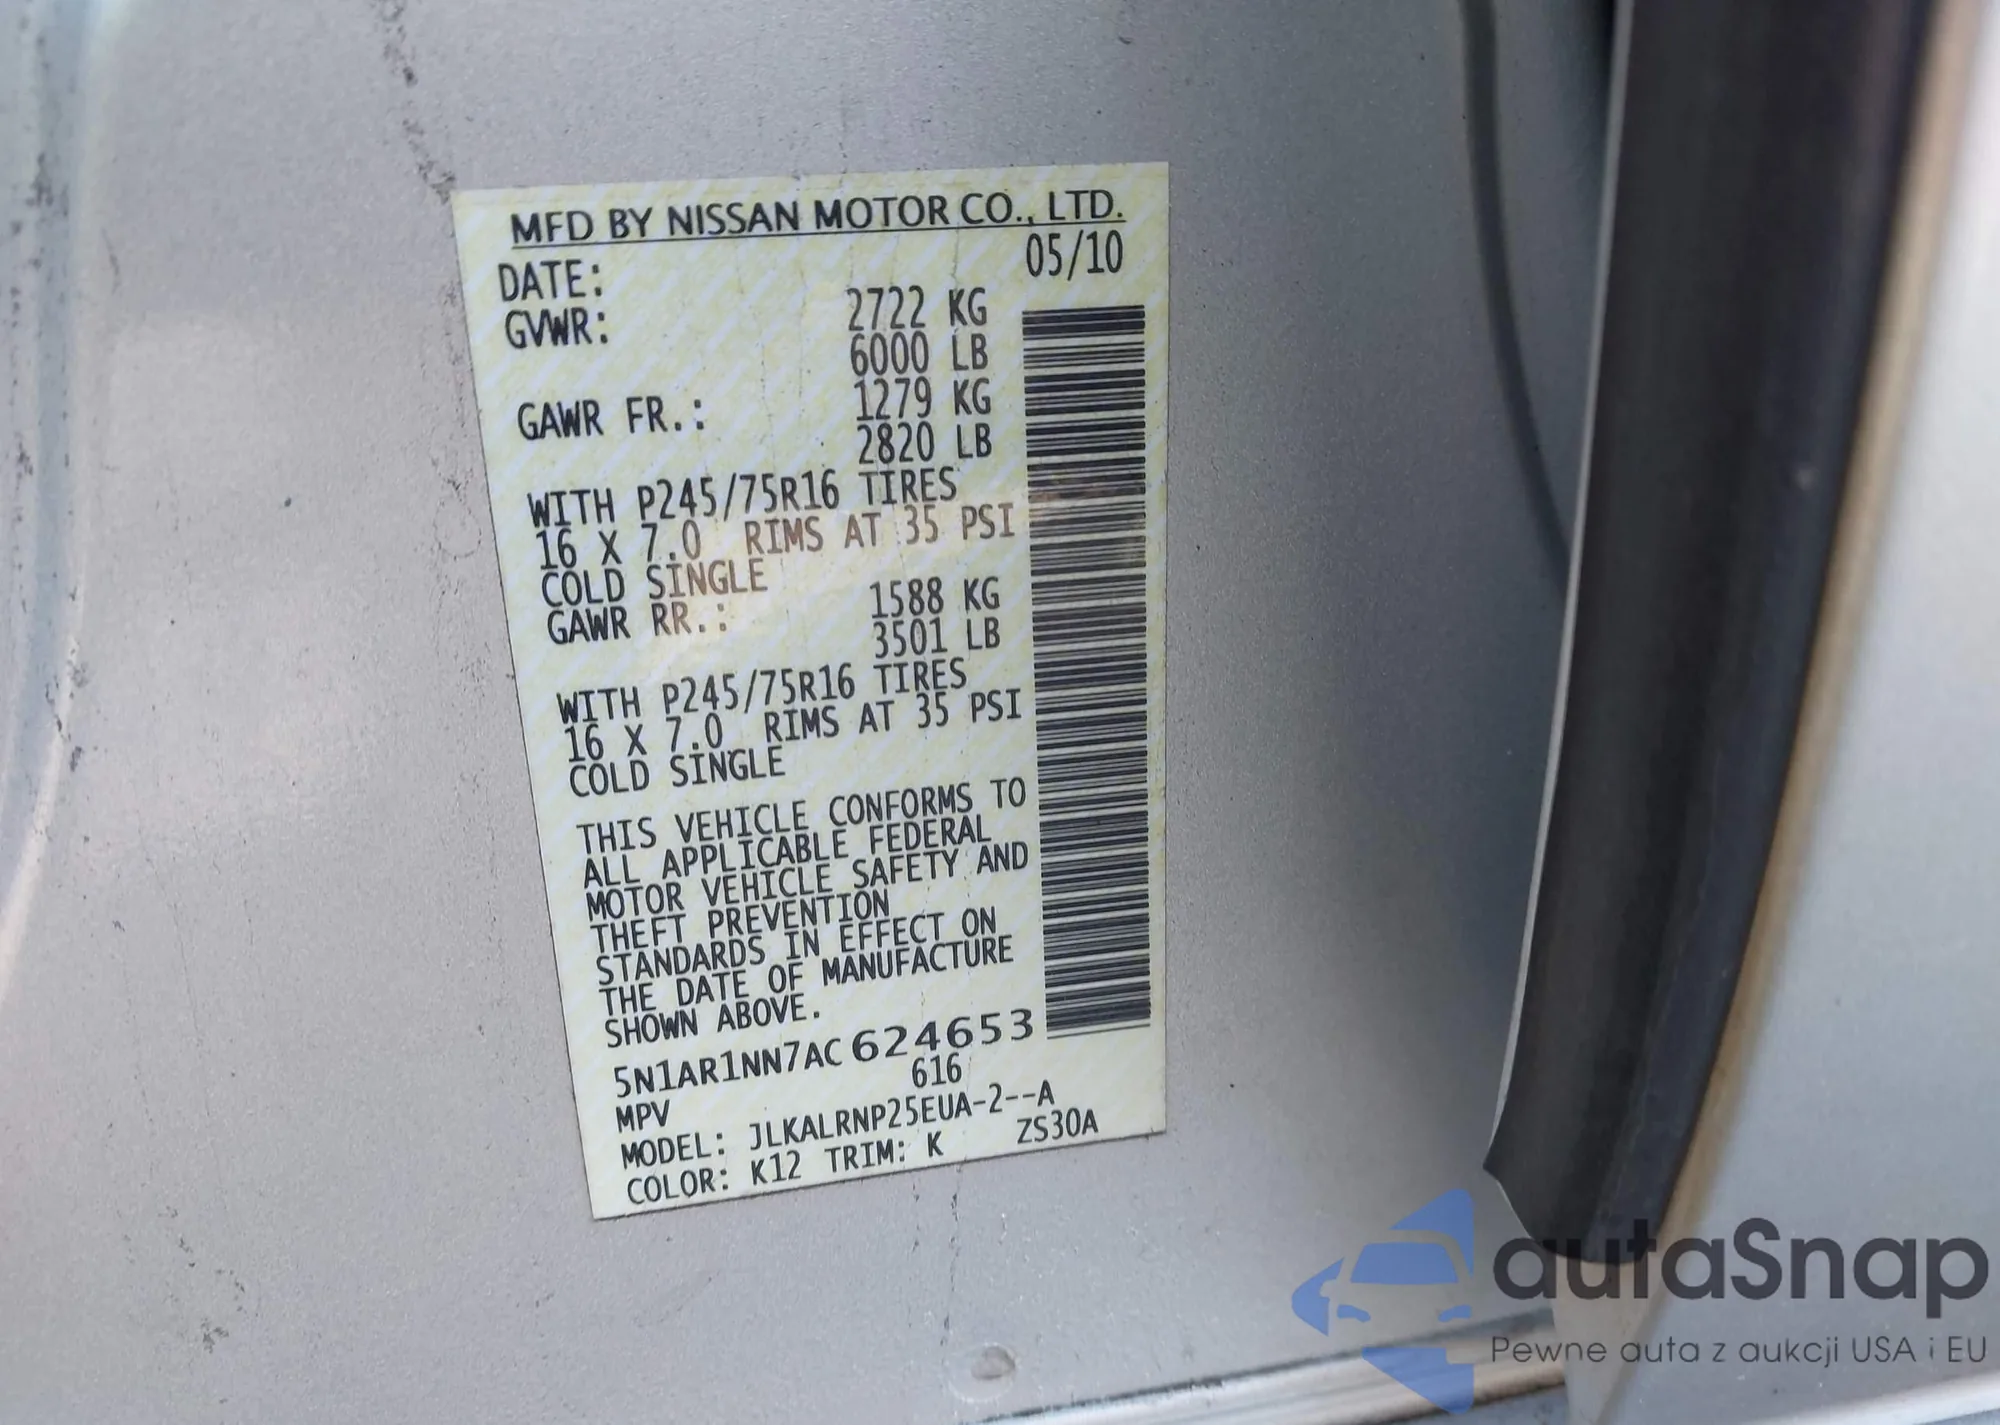 MFD BY NISSAN MOTOR CO., LTD.
DATE: 05/10
GVWR: 2722 KG
6000 LB
GAWR FR.: 1279 KG
2820 LB
WITH P245/75R16 TIRES
16 X 7.0 RIMS AT 35 PSI
COLD SINGLE
GAWR RR.: 1588 KG
3501 LB
WITH P245/75R16 TIRES
16 X 7.0 RIMS AT 35 PSI
COLD SINGLE
THIS VEHICLE CONFORMS TO
ALL APPLICABLE FEDERAL
MOTOR VEHICLE SAFETY AND
THEFT PREVENTION
STANDARDS IN EFFECT ON
THE DATE OF MANUFACTURE
SHOWN ABOVE.
5N1AR1NN7AC624653
MPV 616
MODEL: JLKALRNP25EUA-2--A
COLOR: K12 TRIM: K ZS30A
autaSnap
Pewne auta z aukcji USA i EU